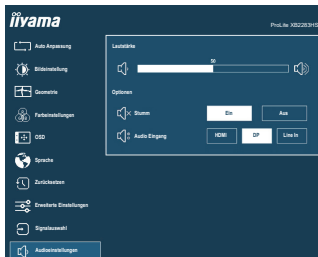 iiyama
ProLite XB2283HS
Auto Anpassung
Bildeinstellung
Geometrie
Farbeinstellungen
OSD
Sprache
Zurücksetzen
Erweiterte Einstellungen
Signalauswahl
Audioeinstellungen
Lautstärke
50
Optionen
Stumm
Ein
Aus
Audio Eingang
HDMI
DP
Line In